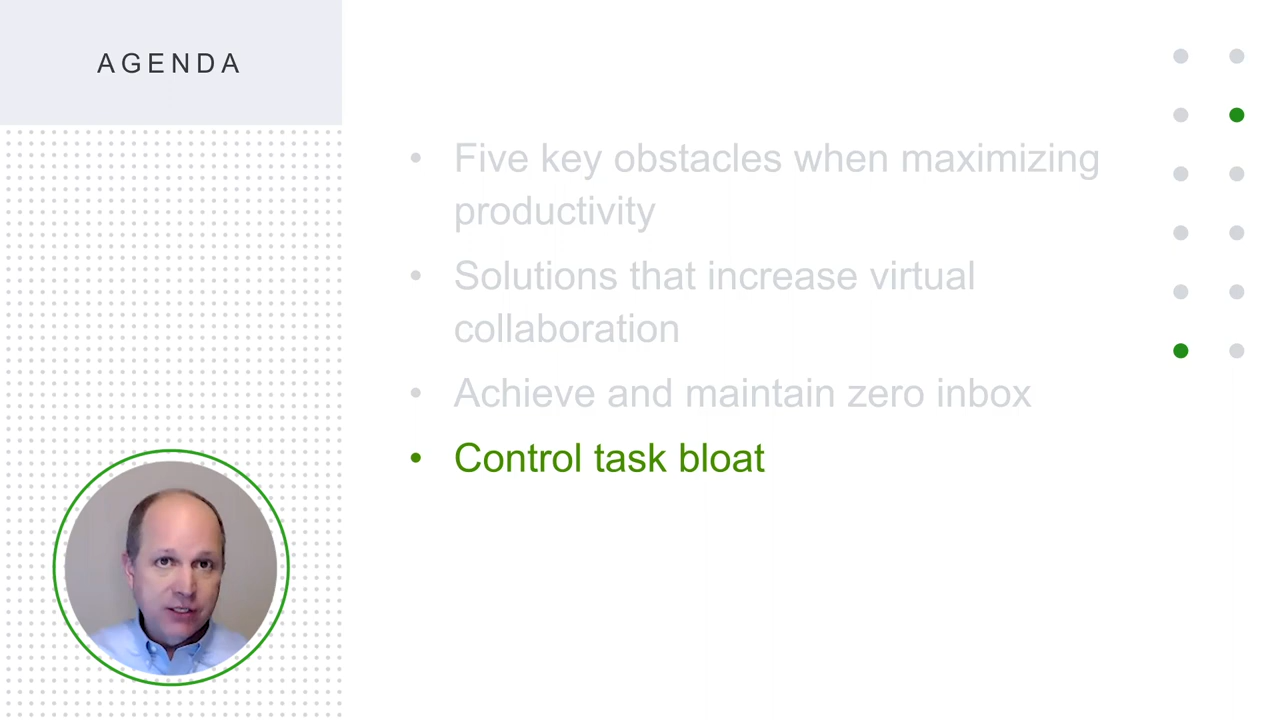 AGENDA
• Five key obstacles when maximizing
productivity
• Solutions that increase virtual
collaboration
• Achieve and maintain zero inbox
• Control task bloat